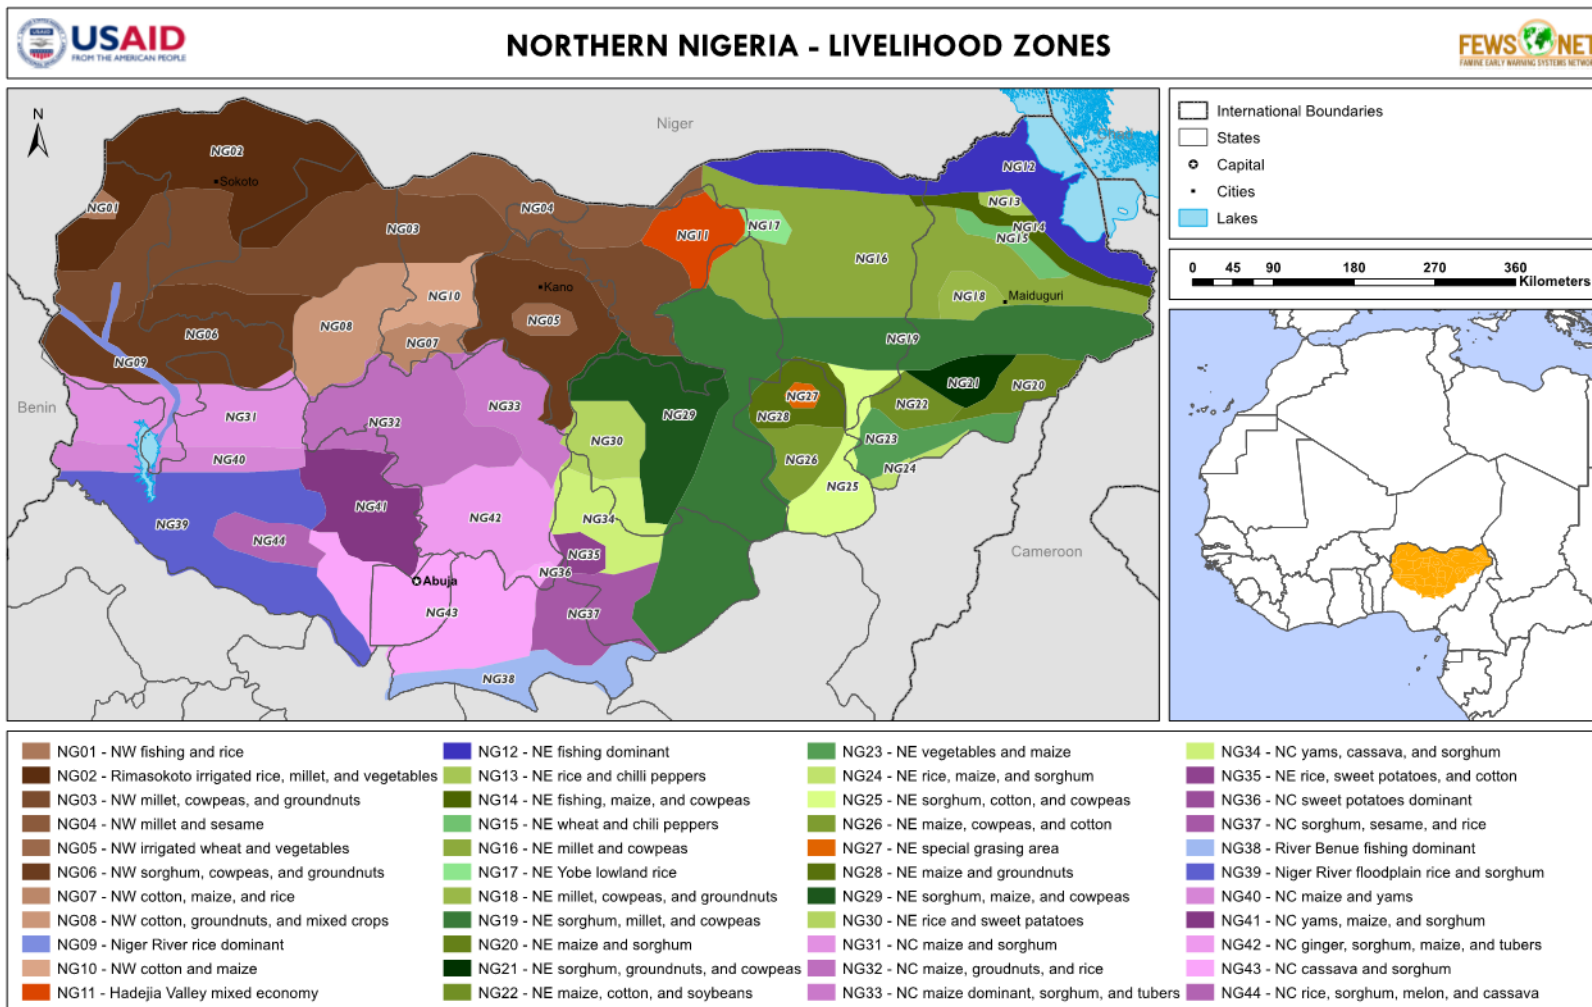 USAID
FROM THE AMERICAN PEOPLE
NORTHERN NIGERIA - LIVELIHOOD ZONES
FEWS NET
FAMINE EARLY WARNING SYSTEMS NETWORK
N
Niger
NG02
Sokoto
NG01
NG03
NG04
NG11
NG17
NG12
NG13
NG14
NG15
NG16
NG18
Maiduguri
NG10
Kano
NG05
NG08
NG07
NG06
NG09
NG19
NG21
NG20
NG22
NG27
NG28
NG23
NG24
NG26
NG25
Benin
NG31
NG32
NG33
NG29
NG30
NG40
NG41
NG42
NG34
NG39
NG44
NG35
NG36
NG37
Abuja
NG43
NG38
Cameroon
International Boundaries
States
Capital
Cities
Lakes
0 45 90 180 270 360
Kilometers
NG01 - NW fishing and rice
NG02 - Rimasokoto irrigated rice, millet, and vegetables
NG03 - NW millet, cowpeas, and groundnuts
NG04 - NW millet and sesame
NG05 - NW irrigated wheat and vegetables
NG06 - NW sorghum, cowpeas, and groundnuts
NG07 - NW cotton, maize, and rice
NG08 - NW cotton, groundnuts, and mixed crops
NG09 - Niger River rice dominant
NG10 - NW cotton and maize
NG11 - Hadejia Valley mixed economy
NG12 - NE fishing dominant
NG13 - NE rice and chilli peppers
NG14 - NE fishing, maize, and cowpeas
NG15 - NE wheat and chili peppers
NG16 - NE millet and cowpeas
NG17 - NE Yobe lowland rice
NG18 - NE millet, cowpeas, and groundnuts
NG19 - NE sorghum, millet, and cowpeas
NG20 - NE maize and sorghum
NG21 - NE sorghum, groundnuts, and cowpeas
NG22 - NE maize, cotton, and soybeans
NG23 - NE vegetables and maize
NG24 - NE rice, maize, and sorghum
NG25 - NE sorghum, cotton, and cowpeas
NG26 - NE maize, cowpeas, and cotton
NG27 - NE special grasing area
NG28 - NE maize and groundnuts
NG29 - NE sorghum, maize, and cowpeas
NG30 - NE rice and sweet patatoes
NG31 - NC maize and sorghum
NG32 - NC maize, groudnuts, and rice
NG33 - NC maize dominant, sorghum, and tubers
NG34 - NC yams, cassava, and sorghum
NG35 - NE rice, sweet potatoes, and cotton
NG36 - NC sweet potatoes dominant
NG37 - NC sorghum, sesame, and rice
NG38 - River Benue fishing dominant
NG39 - Niger River floodplain rice and sorghum
NG40 - NC maize and yams
NG41 - NC yams, maize, and sorghum
NG42 - NC ginger, sorghum, maize, and tubers
NG43 - NC cassava and sorghum
NG44 - NC rice, sorghum, melon, and cassava